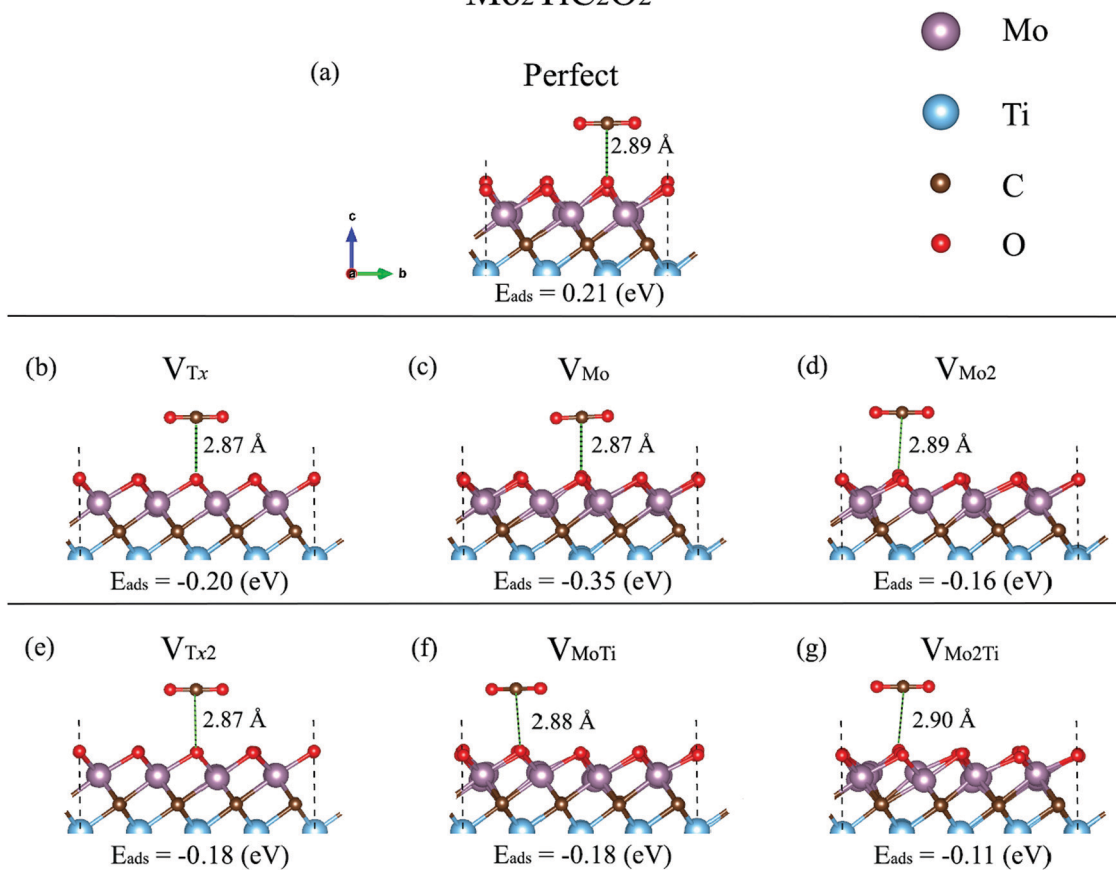 Mo₂TiC₂O₂
Mo
Ti
C
O
(a) Perfect
2.89 Å
c
a b
Eads = 0.21 (eV)
(b) VTx (c) VMo (d) VMo2
2.87 Å 2.87 Å 2.89 Å
Eads = -0.20 (eV) Eads = -0.35 (eV) Eads = -0.16 (eV)
(e) VTx2 (f) VMoTi (g) VMo2Ti
2.87 Å 2.88 Å 2.90 Å
Eads = -0.18 (eV) Eads = -0.18 (eV) Eads = -0.11 (eV)